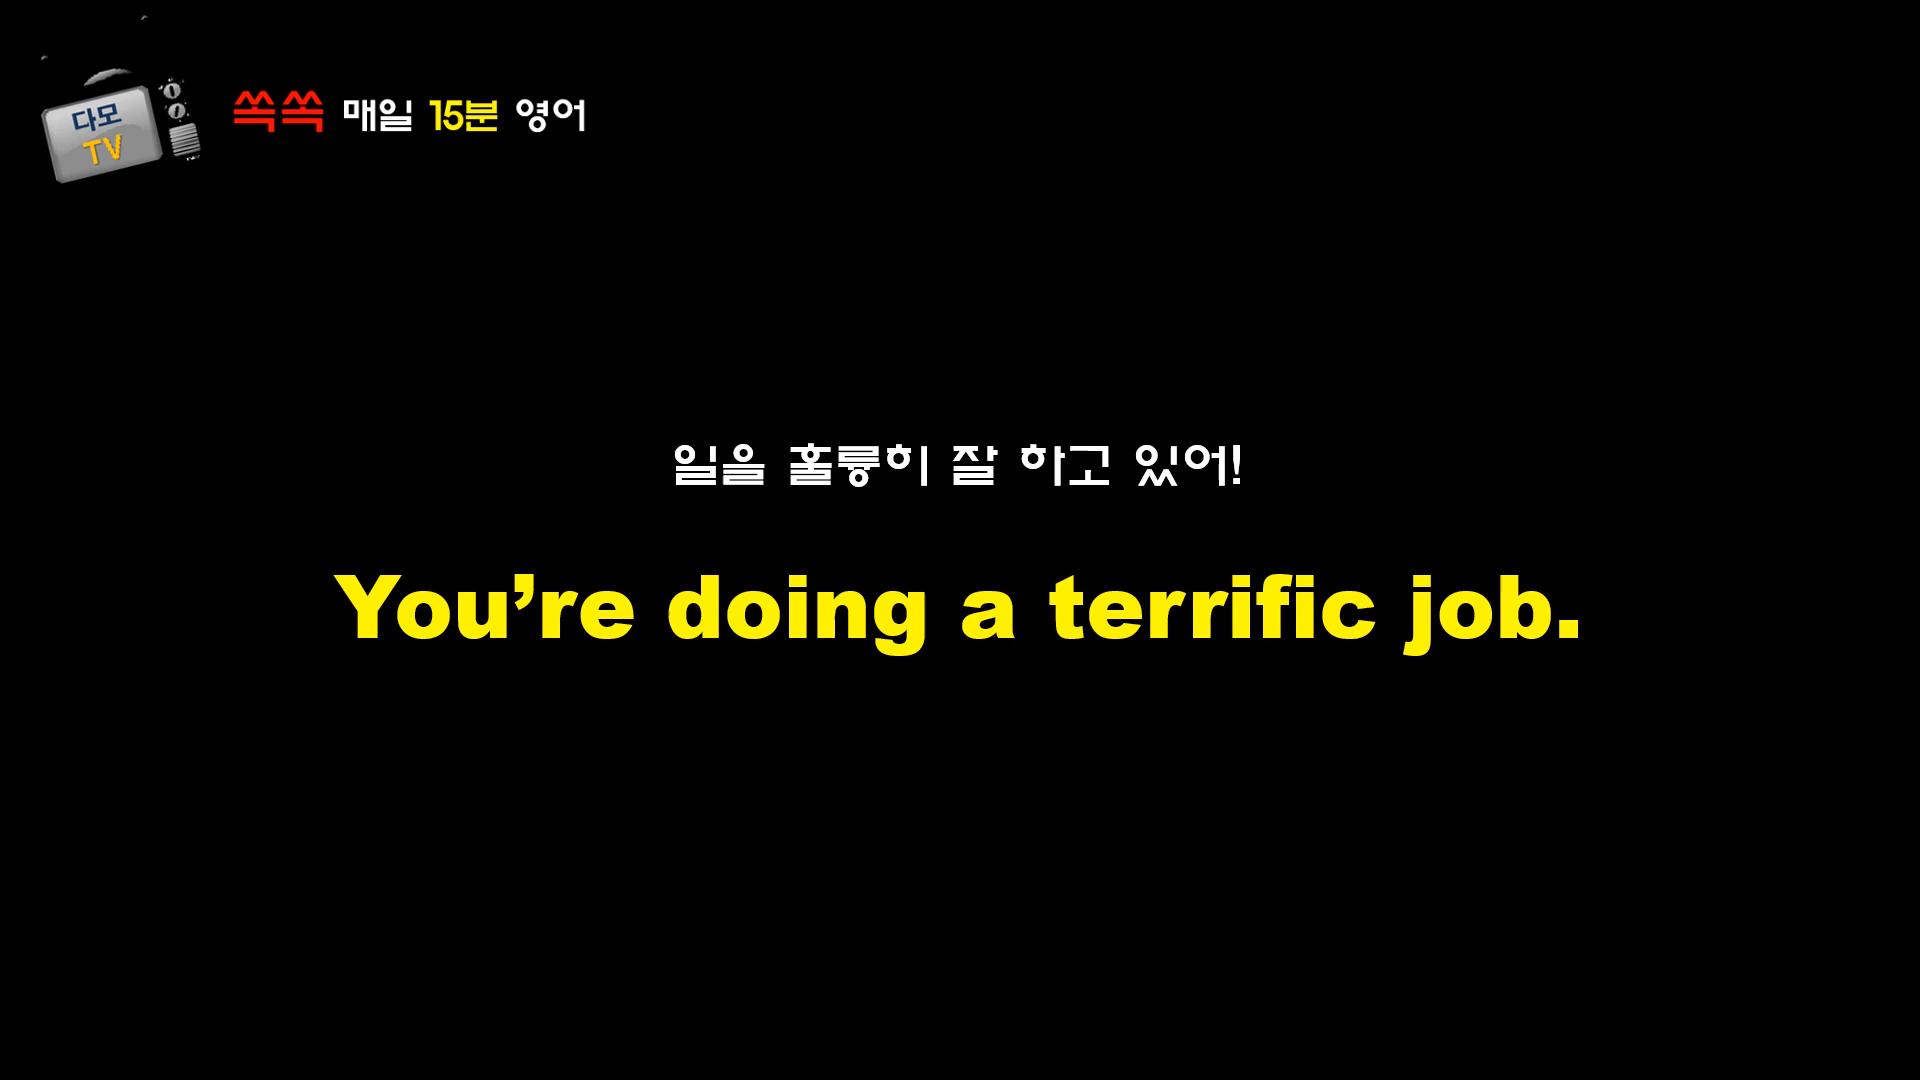 다모
TV
쏙쏙 매일 15분 영어
일을 훌륭히 잘 하고 있어!
You’re doing a terrific job.